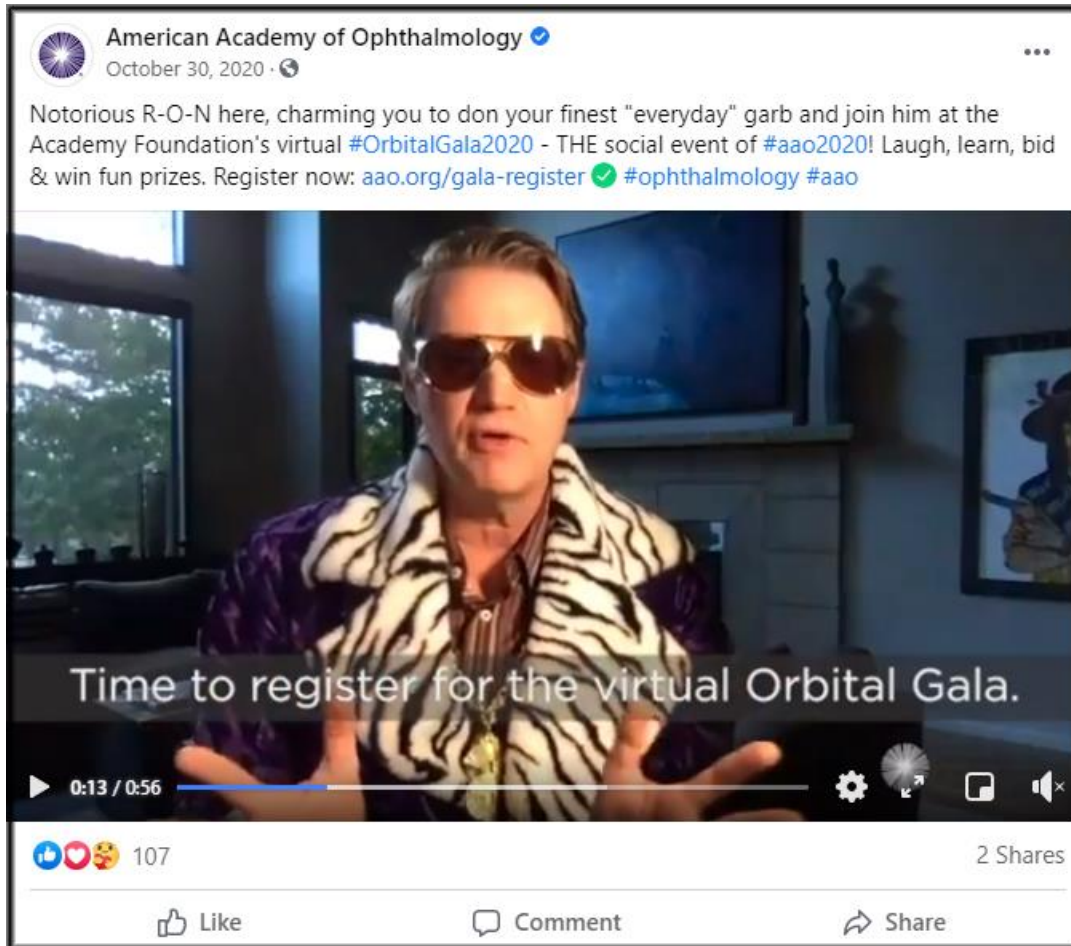 American Academy of Ophthalmology
October 30, 2020 ·
Notorious R-O-N here, charming you to don your finest "everyday" garb and join him at the
Academy Foundation's virtual #OrbitalGala2020 - THE social event of #aao2020! Laugh, learn, bid
& win fun prizes. Register now: aao.org/gala-register ✅ #ophthalmology #aao
Time to register for the virtual Orbital Gala.
0:13 / 0:56
107
2 Shares
Like
Comment
Share